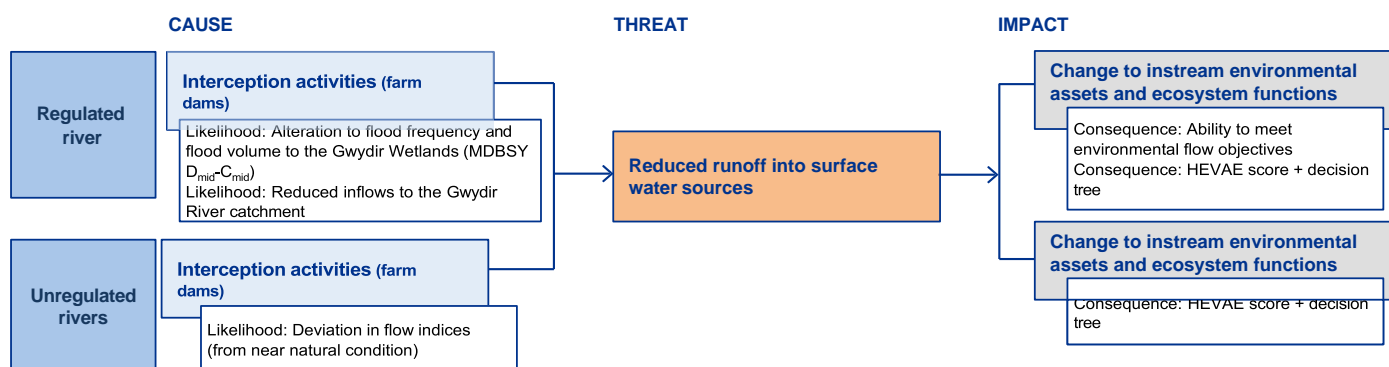 CAUSE
THREAT
IMPACT
Regulated
river
Interception activities (farm
dams)
Likelihood: Alteration to flood frequency and
flood volume to the Gwydir Wetlands (MDBSY
Dmid-Cmid)
Likelihood: Reduced inflows to the Gwydir
River catchment
Unregulated
rivers
Interception activities (farm
dams)
Likelihood: Deviation in flow indices
(from near natural condition)
Reduced runoff into surface
water sources
Change to instream environmental
assets and ecosystem functions
Consequence: Ability to meet
environmental flow objectives
Consequence: HEVAE score + decision
tree
Change to instream environmental
assets and ecosystem functions
Consequence: HEVAE score + decision
tree